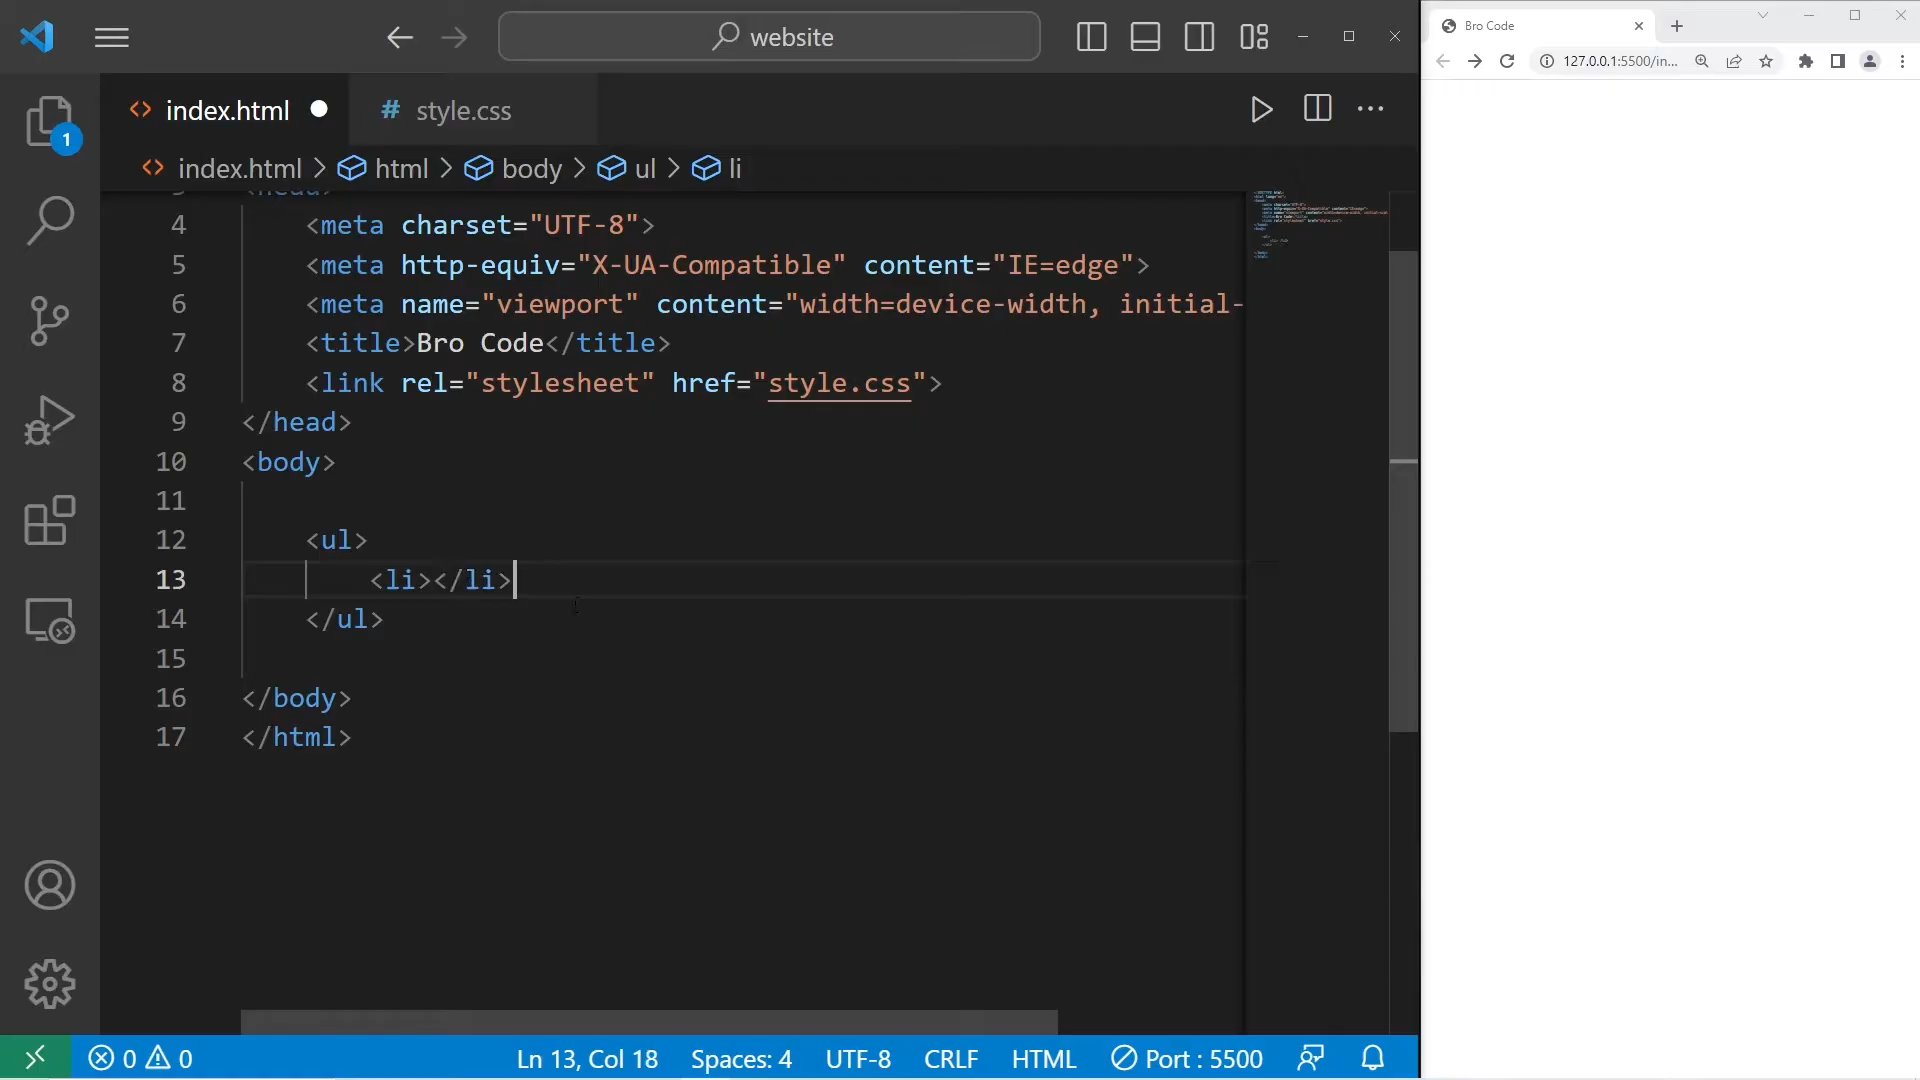 website
index.html
style.css
1
index.html > html > body > ul > li
4 <meta charset="UTF-8">
5 <meta http-equiv="X-UA-Compatible" content="IE=edge">
6 <meta name="viewport" content="width=device-width, initial-
7 <title>Bro Code</title>
8 <link rel="stylesheet" href="style.css">
9 </head>
10 <body>
11
12 <ul>
13 <li></li>
14 </ul>
15
16 </body>
17 </html>
0 0
Ln 13, Col 18
Spaces: 4
UTF-8
CRLF
HTML
Port : 5500
Bro Code
127.0.0.1:5500/in...